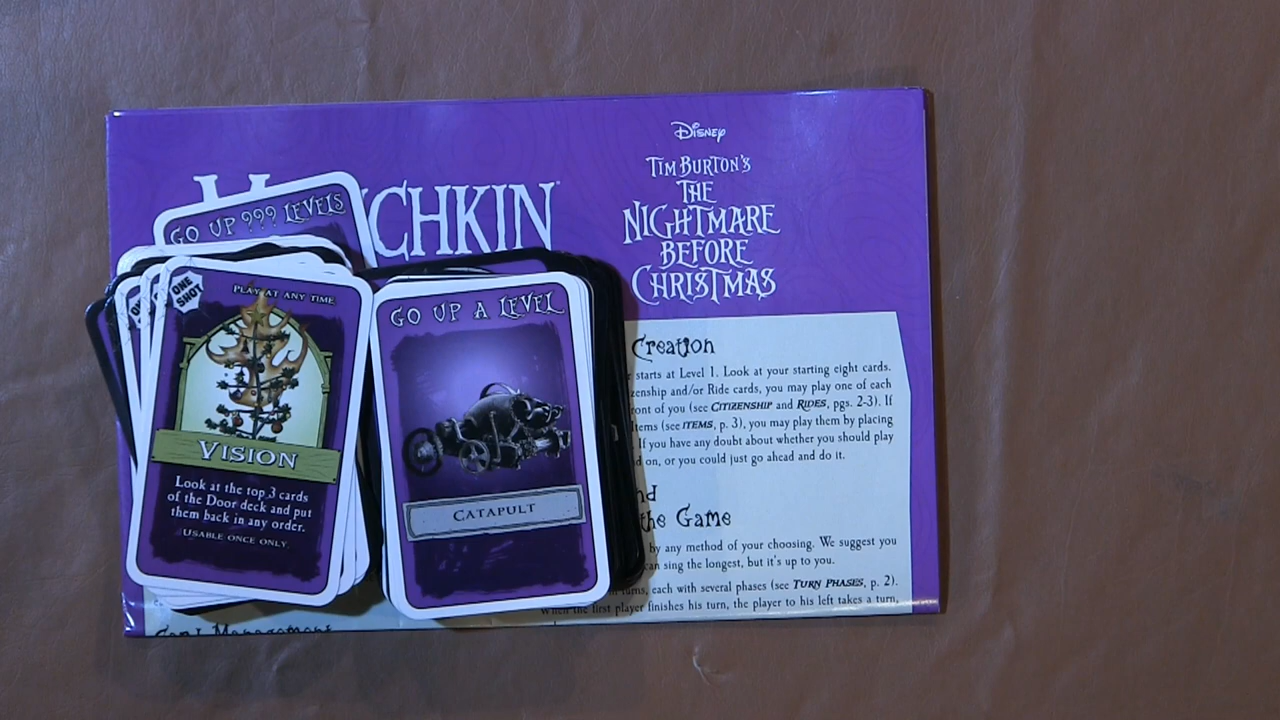 Disney
TIM BURTON'S
THE
NIGHTMARE
BEFORE
CHRISTMAS
CHKIN
GO UP ??? LEVELS
ONE
SHOT
PLAY AT ANY TIME
VISION
Look at the top 3 cards
of the Door deck and put
them back in any order.
USABLE ONCE ONLY.
GO UP A LEVEL
CATAPULT
Creation
starts at Level 1. Look at your starting eight cards.
and/or Ride cards, you may play one of each
front of you (see CITIZENSHIP and RIDES, pgs. 2-3). If
Items (see ITEMS, p. 3), you may play them by placing
If you have any doubt about whether you should play
on, or you could just go ahead and do it.
the Game
by any method of your choosing. We suggest you
can sing the longest, but it's up to you.
turns, each with several phases (see TURN PHASES, p. 2).
When the first player finishes his turn, the player to his left takes a turn,